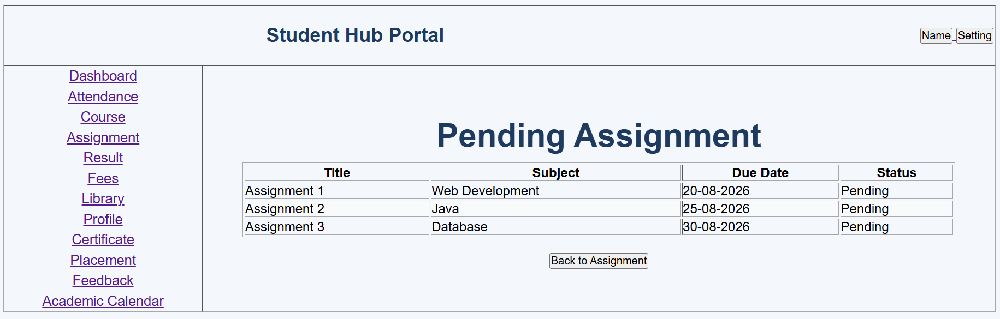 Student Hub Portal
Name Setting
Dashboard
Attendance
Course
Assignment
Result
Fees
Library
Profile
Certificate
Placement
Feedback
Academic Calendar
Pending Assignment
Title Subject Due Date Status
Assignment 1 Web Development 20-08-2026 Pending
Assignment 2 Java 25-08-2026 Pending
Assignment 3 Database 30-08-2026 Pending
Back to Assignment